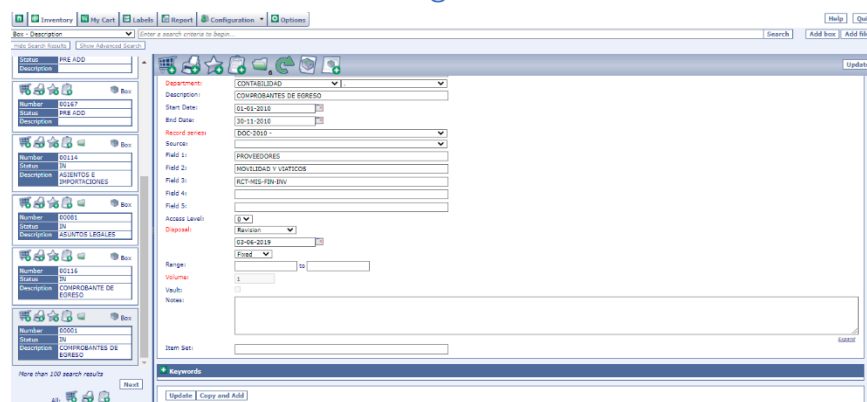 Inventory My Cart Labels Report Configuration Options Help
Box - Description Enter a search criteria to begin... Search Add box Add file
Hide Search Results Show Advanced Search
Update
Status PRE ADD
Description
Box
Number 00167
Status PRE ADD
Description
Box
Number 00114
Status IN
Description ASIENTOS E IMPORTACIONES
Box
Number 00081
Status IN
Description ASUNTOS LEGALES
Box
Number 00116
Status IN
Description COMPROBANTE DE EGRESO
Box
Number 00001
Status IN
Description COMPROBANTES DE EGRESO
More than 100 search results
Next
All:
Department: CONTABILIDAD .
Description: COMPROBANTES DE EGRESO
Start Date: 01-01-2010
End Date: 30-11-2010
Record series: DOC-2010 -
Source:
Field 1: PROVEEDORES
Field 2: MOVILIDAD Y VIATICOS
Field 3: RCT-MIS-FIN-INV
Field 4:
Field 5:
Access Level: 0
Disposal: Revision
03-06-2019
Fixed
Range: to
Volume: 1
Vault:
Notes:
Expand
Item Set:
Keywords
Update Copy and Add